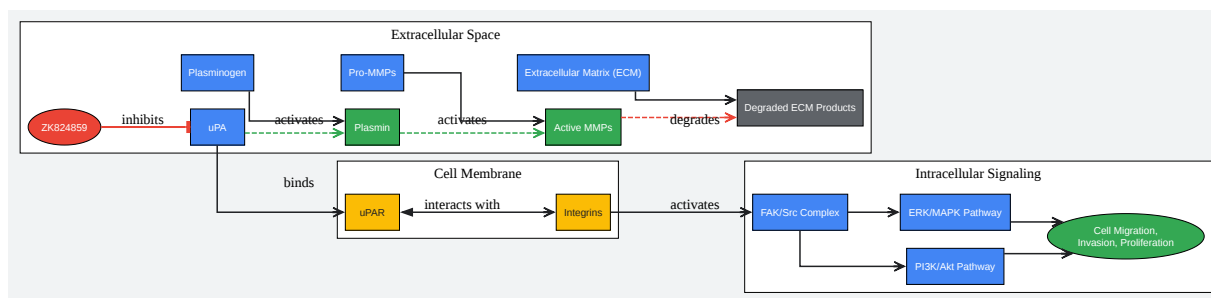 Extracellular Space
Plasminogen
Pro-MMPs
Extracellular Matrix (ECM)
Degraded ECM Products
ZK824859
inhibits
uPA
activates
Plasmin
activates
Active MMPs
degrades
binds
Cell Membrane
uPAR
interacts with
Integrins
activates
Intracellular Signaling
FAK/Src Complex
ERK/MAPK Pathway
PI3K/Akt Pathway
Cell Migration,
Invasion, Proliferation